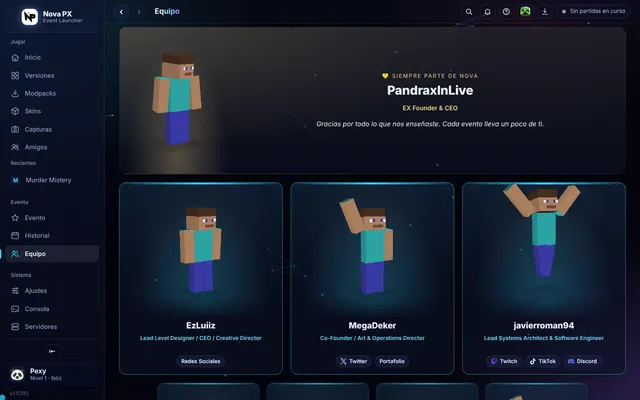 NP
Nova PX
Event Launcher
Equipo
Sin partidas en curso
Jugar
Inicio
Versiones
Modpacks
Skins
Capturas
Amigos
Recientes
M Murder Mistery
Evento
Evento
Historial
Equipo
Sistema
Ajustes
Consola
Servidores
Pexy
Nivel 1 · feliz
v1.0.193
SIEMPRE PARTE DE NOVA
PandraxInLive
EX Founder & CEO
Gracias por todo lo que nos enseñaste. Cada evento lleva un poco de ti.
EzLuiiz
Lead Level Designer / CEO / Creative Director
Redes Sociales
MegaDeker
Co-Founder / Art & Operations Director
Twitter
Portafolio
javierroman94
Lead Systems Architect & Software Engineer
Twitch
TikTok
Discord